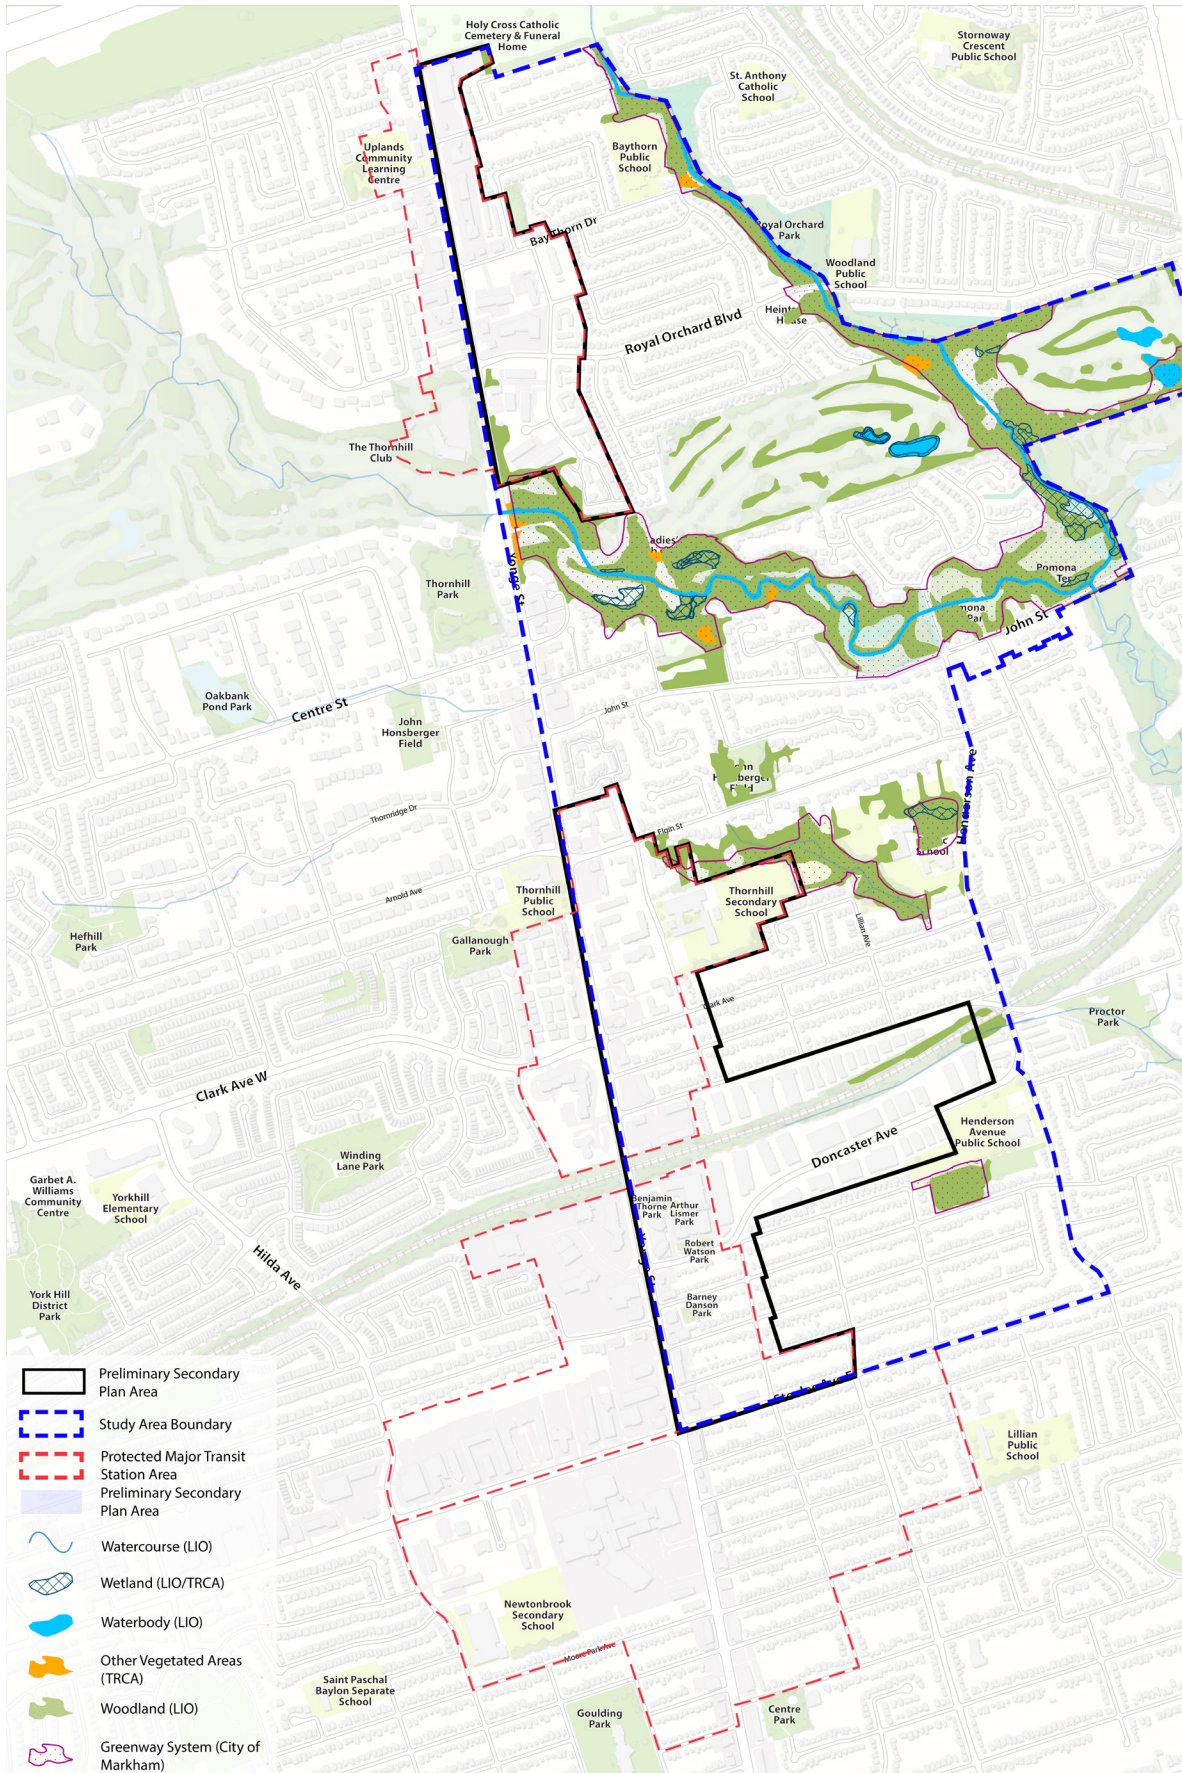 Holy Cross Catholic
Cemetery & Funeral
Home
Stornoway
Crescent
Public School
St. Anthony
Catholic
School
Uplands
Community
Learning
Centre
Baythorn
Public
School
Bay Thorn Dr
Royal Orchard
Park
Woodland
Public
School
House
Royal Orchard Blvd
The Thornhill
Club
Yonge St
Thornhill
Park
Pomona
John St
Oakbank
Pond Park
Centre St
John
Honsberger
Field
John St
Henderson Ave
Thornridge Dr
Elgin St
School
Arnold Ave
Thornhill
Public
School
Thornhill
Secondary
School
Lillian Ave
Hefhill
Park
Gallanough
Park
Clark Ave
Proctor
Park
Clark Ave W
Doncaster Ave
Henderson
Avenue
Public School
Winding
Lane Park
Garbet A.
Williams
Community
Centre
Yorkhill
Elementary
School
Benjamin
Thorne
Park
Arthur
Lismer
Park
Robert
Watson
Park
Hilda Ave
Barney
Danson
Park
York Hill
District
Park
Lillian
Public
School
Newtonbrook
Secondary
School
Moore Park Ave
Saint Paschal
Baylon Separate
School
Goulding
Park
Centre
Park
Preliminary Secondary
Plan Area
Study Area Boundary
Protected Major Transit
Station Area
Preliminary Secondary
Plan Area
Watercourse (LIO)
Wetland (LIO/TRCA)
Waterbody (LIO)
Other Vegetated Areas
(TRCA)
Woodland (LIO)
Greenway System (City of
Markham)